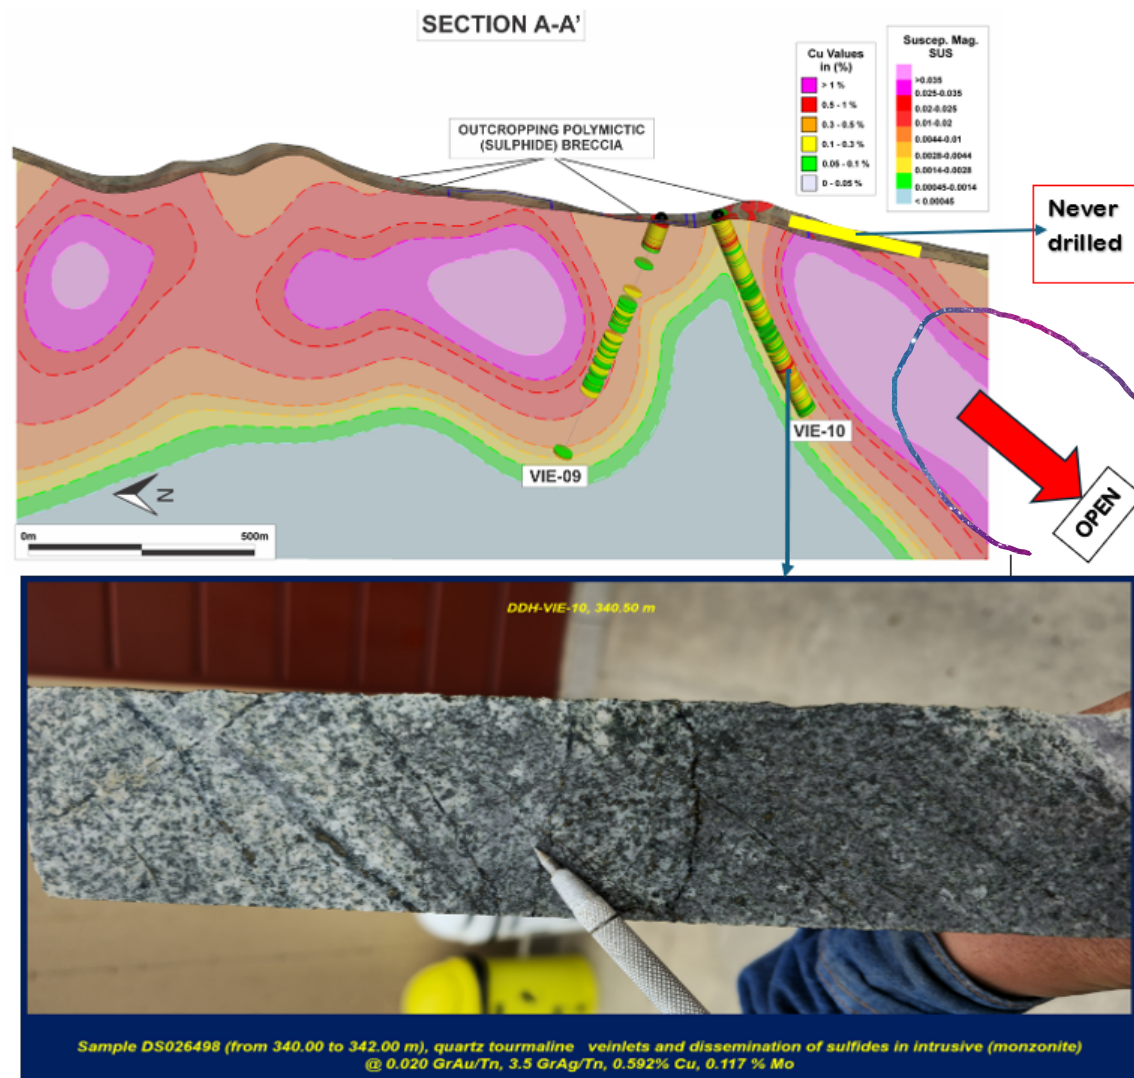 SECTION A-A'
Cu Values
in (%)
> 1 %
0.5 - 1 %
0.3 - 0.5 %
0.1 - 0.3 %
0.05 - 0.1 %
0 - 0.05 %
Suscep. Mag.
SUS
>0.035
0.025-0.035
0.02-0.025
0.01-0.02
0.0044-0.01
0.0028-0.0044
0.0014-0.0028
0.00045-0.0014
< 0.00045
OUTCROPPING POLYMICTIC
(SULPHIDE) BRECCIA
Never
drilled
VIE-10
VIE-09
OPEN
N
0m 500m
DDH-VIE-10, 340.50 m
Sample DS026498 (from 340.00 to 342.00 m), quartz tourmaline veinlets and dissemination of sulfides in intrusive (monzonite)
@ 0.020 GrAu/Tn, 3.5 GrAg/Tn, 0.592% Cu, 0.117 % Mo